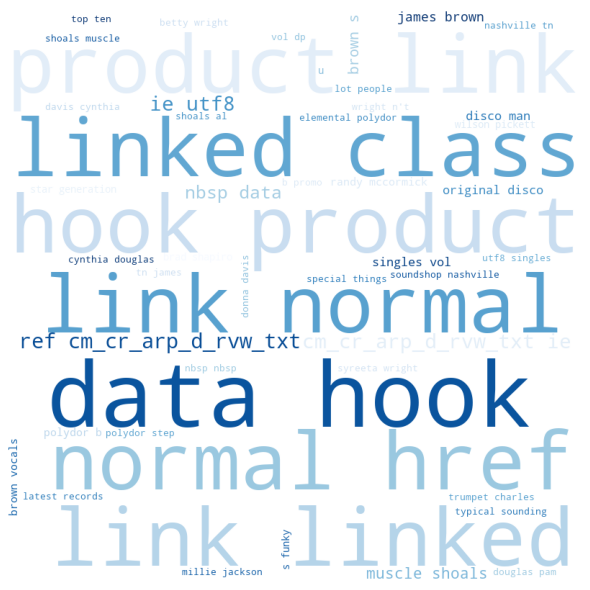 top ten
betty wright
james brown
nashville tn
shoals muscle
vol dp
brown s
product link
u
lot people
davis cynthia
ie utf8
wright n't
shoals al
elemental polydor
disco man
wilson pickett
linked class
star generation
nbsp data
b promo
randy mccormick
original disco
hook product
cynthia douglas
singles vol
utf8 singles
tn james
donna davis
special things
soundshop nashville
link normal
ref cm_cr_arp_d_rvw_txt
cm_cr_arp_d_rvw_txt ie
nbsp nbsp
syreeta wright
data hook
polydor b
polydor step
brown vocals
normal href
latest records
trumpet charles
typical sounding
link linked
s funky
millie jackson
muscle shoals
douglas pam